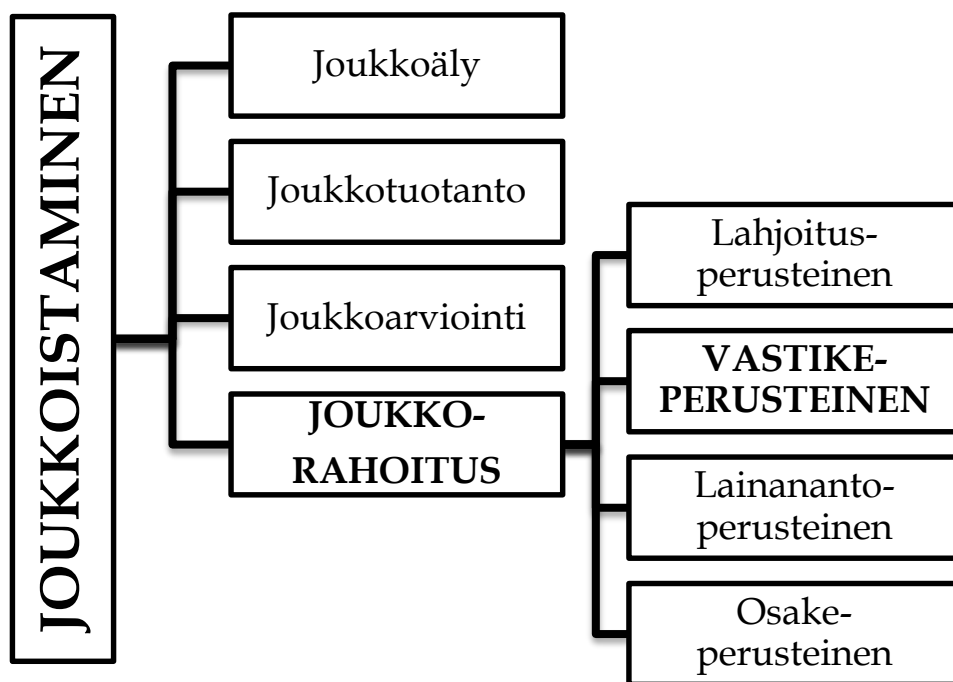 JOUKKOISTAMINEN
Joukkoäly
Joukkotuotanto
Joukkoarviointi
JOUKKO-
RAHOITUS
Lahjoitus-
perusteinen
VASTIKE-
PERUSTEINEN
Lainananto-
perusteinen
Osake-
perusteinen